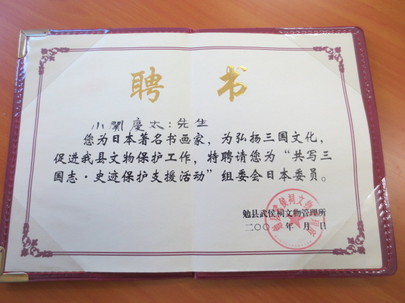 聘书
小関慶太:先生
您为日本著名书画家,为弘扬三国文化,
促进我县文物保护工作,特聘请您为“共写三
国志·史迹保护支援活动”组委会日本委员。
勉县武侯祠文物管理所
二〇〇 年 月 日